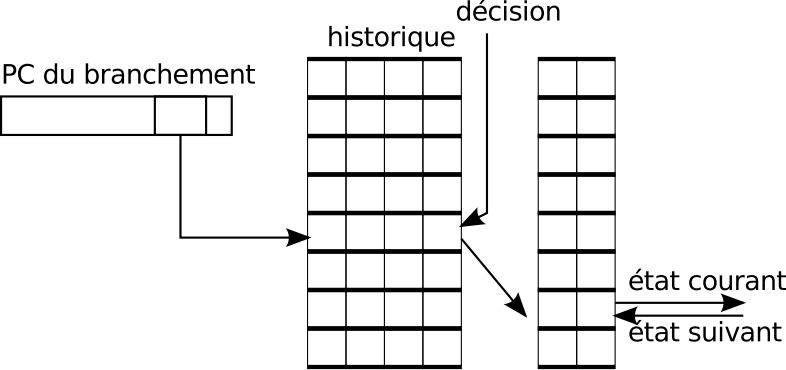 décision
historique
PC du branchement
état courant
état suivant